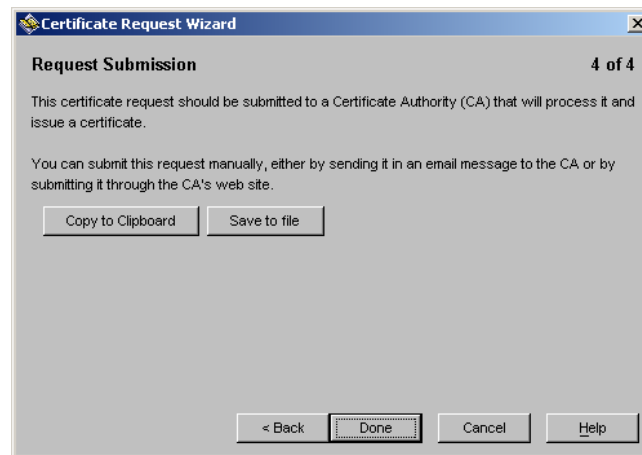 Certificate Request Wizard
Request Submission 4 of 4
This certificate request should be submitted to a Certificate Authority (CA) that will process it and
issue a certificate.
You can submit this request manually, either by sending it in an email message to the CA or by
submitting it through the CA's web site.
Copy to Clipboard Save to file
< Back Done Cancel Help